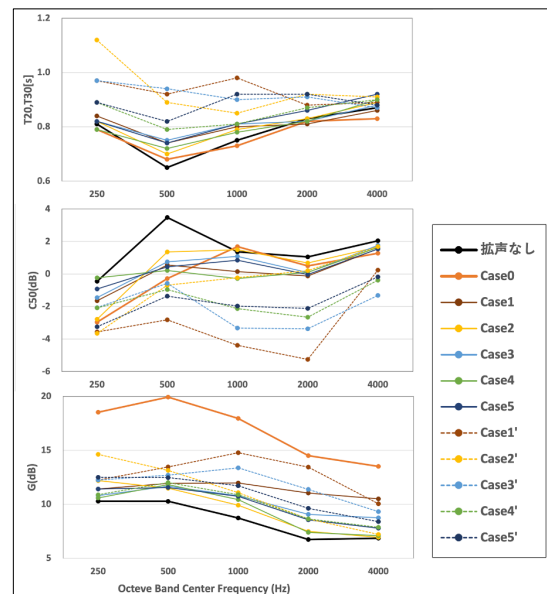 1.2
1.0
0.8
0.6
T20,T30[s]
250 500 1000 2000 4000
4
2
0
-2
-4
-6
C50(dB)
250 500 1000 2000 4000
20
15
10
5
G(dB)
250 500 1000 2000 4000
Octeve Band Center Frequency (Hz)
拡声なし
Case0
Case1
Case2
Case3
Case4
Case5
Case1'
Case2'
Case3'
Case4'
Case5'